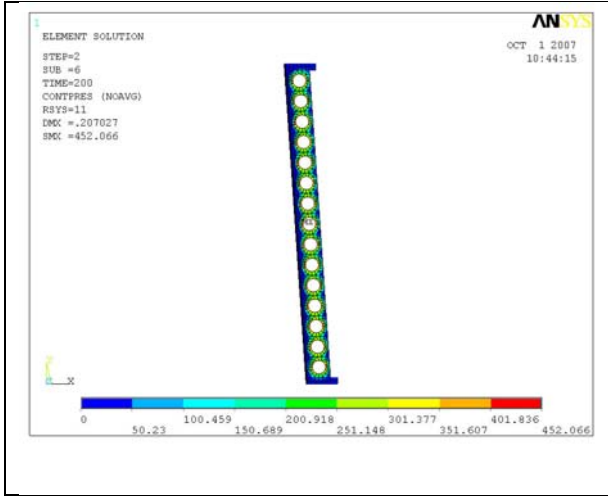 1
ANSYS
ELEMENT SOLUTION
OCT 1 2007
10:44:15
STEP=2
SUB =6
TIME=200
CONTPRES (NOAVG)
RSYS=11
DMX =.207027
SMX =452.066
X
0 100.459 200.918 301.377 401.836
50.23 150.689 251.148 351.607 452.066